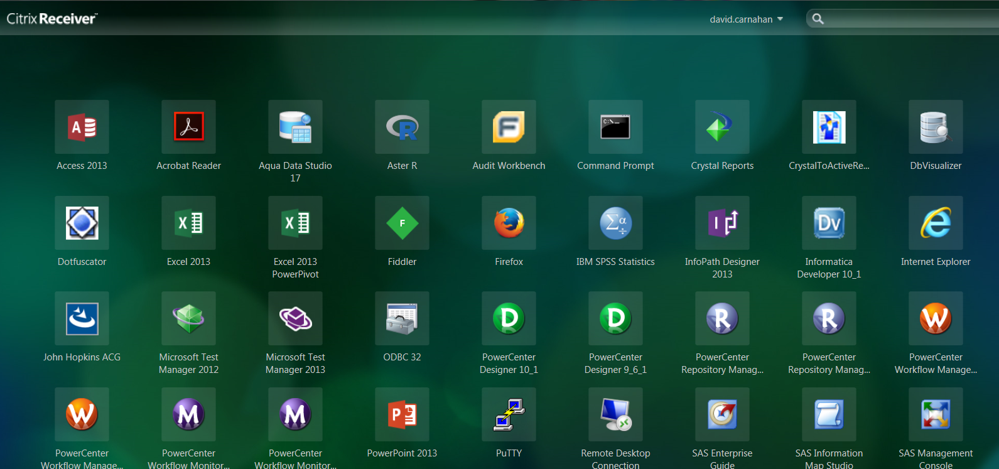 Citrix Receiver™
david.carnahan
Access 2013
Acrobat Reader
Aqua Data Studio
17
Aster R
Audit Workbench
Command Prompt
Crystal Reports
CrystalToActiveRe...
DbVisualizer
Dotfuscator
Excel 2013
Excel 2013
PowerPivot
Fiddler
Firefox
IBM SPSS Statistics
InfoPath Designer
2013
Informatica
Developer 10_1
Internet Explorer
John Hopkins ACG
Microsoft Test
Manager 2012
Microsoft Test
Manager 2013
ODBC 32
PowerCenter
Designer 10_1
PowerCenter
Designer 9_6_1
PowerCenter
Repository Manag...
PowerCenter
Repository Manag...
PowerCenter
Workflow Manage...
PowerCenter
Workflow Manage...
PowerCenter
Workflow Monitor...
PowerCenter
Workflow Monitor...
PowerPoint 2013
PuTTY
Remote Desktop
Connection
SAS Enterprise
Guide
SAS Information
Map Studio
SAS Management
Console